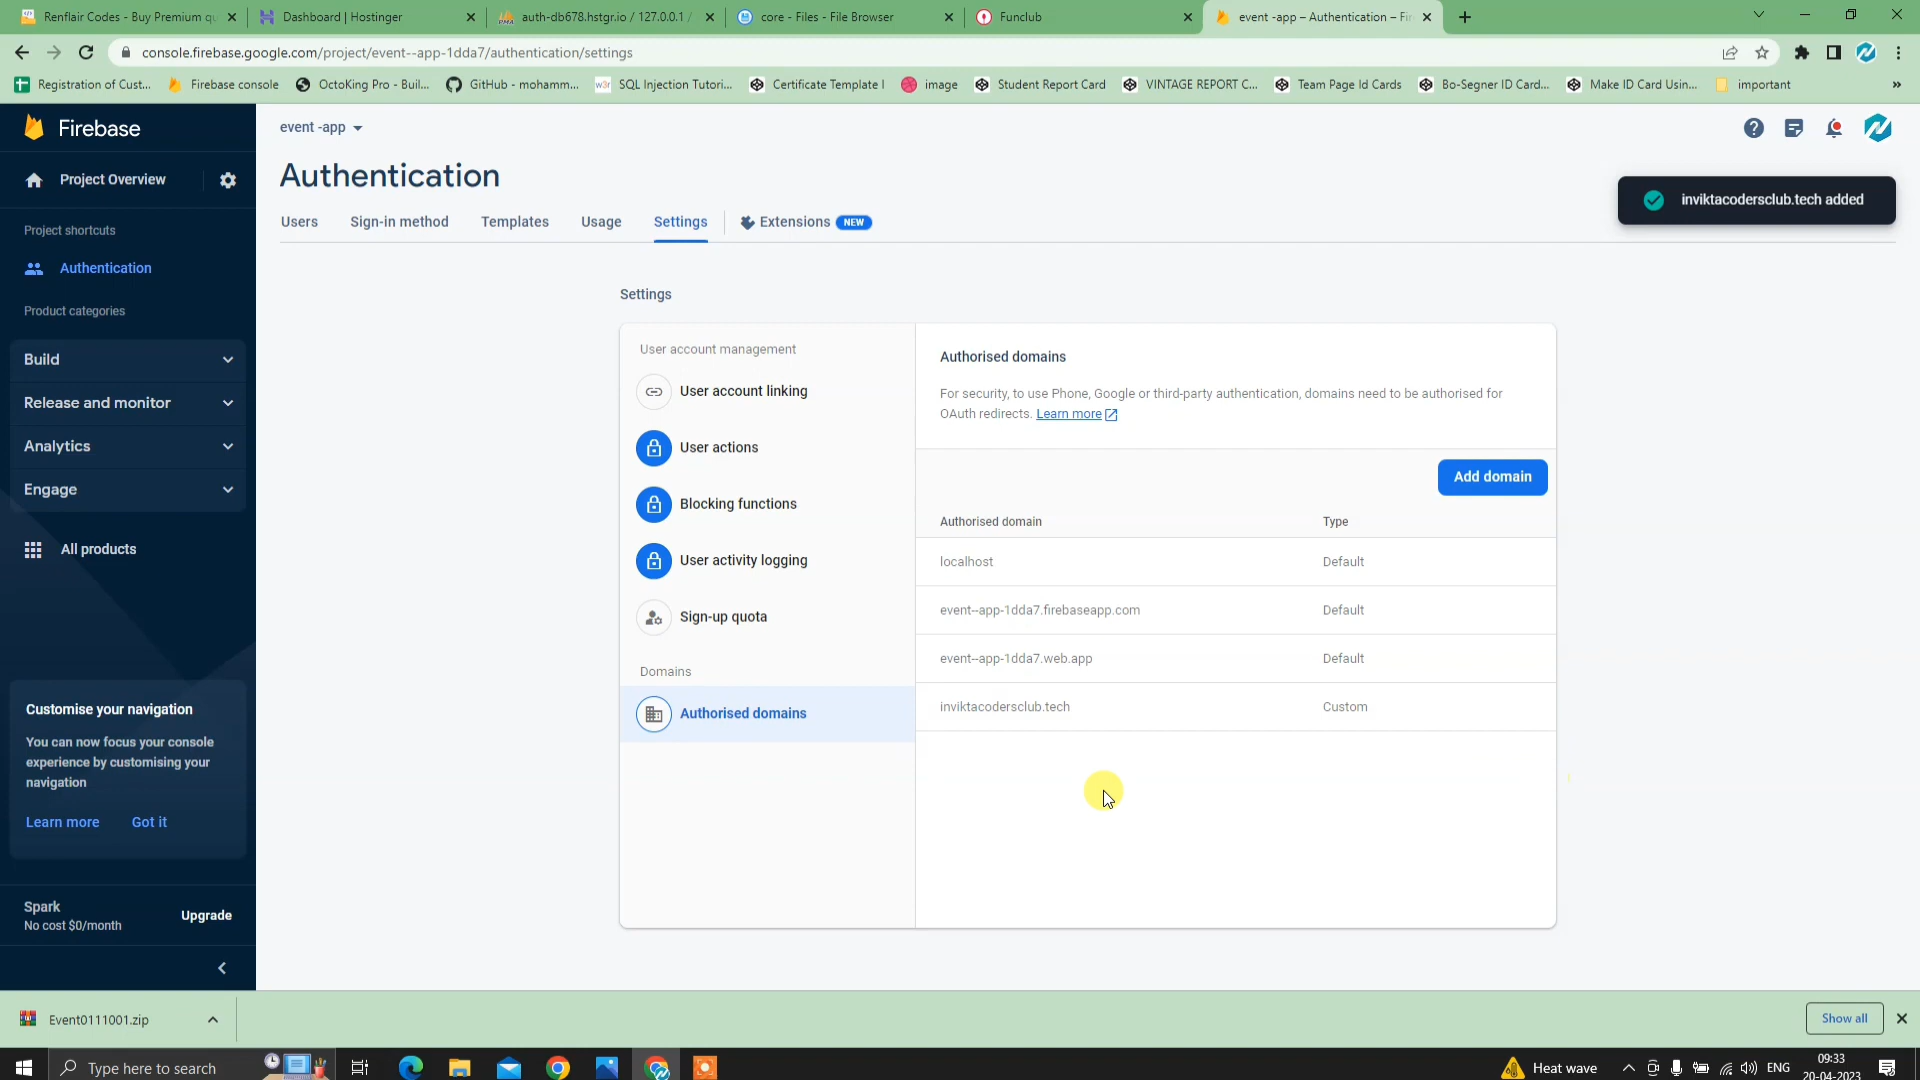 Renflair Codes - Buy Premium qu
Dashboard | Hostinger
auth-db678.hstgr.io / 127.0.0.1 /
core - Files - File Browser
Funclub
event -app – Authentication – Fir
console.firebase.google.com/project/event--app-1dda7/authentication/settings
Registration of Cust...
Firebase console
OctoKing Pro - Buil...
GitHub - mohamm...
SQL Injection Tutori...
Certificate Template I
image
Student Report Card
VINTAGE REPORT C...
Team Page Id Cards
Bo-Segner ID Card...
Make ID Card Usin...
important
»
Firebase
event -app
Project Overview
Authentication
inviktacodersclub.tech added
Users
Sign-in method
Templates
Usage
Settings
Extensions NEW
Project shortcuts
Authentication
Product categories
Build
Release and monitor
Analytics
Engage
All products
Customise your navigation
You can now focus your console
experience by customising your
navigation
Learn more
Got it
Spark
No cost $0/month
Upgrade
Settings
User account management
User account linking
User actions
Blocking functions
User activity logging
Sign-up quota
Domains
Authorised domains
Authorised domains
For security, to use Phone, Google or third-party authentication, domains need to be authorised for
OAuth redirects. Learn more
Add domain
Authorised domain
Type
localhost
Default
event--app-1dda7.firebaseapp.com
Default
event--app-1dda7.web.app
Default
inviktacodersclub.tech
Custom
Event0111001.zip
Show all
Type here to search
Heat wave
ENG
09:33
20-04-2023